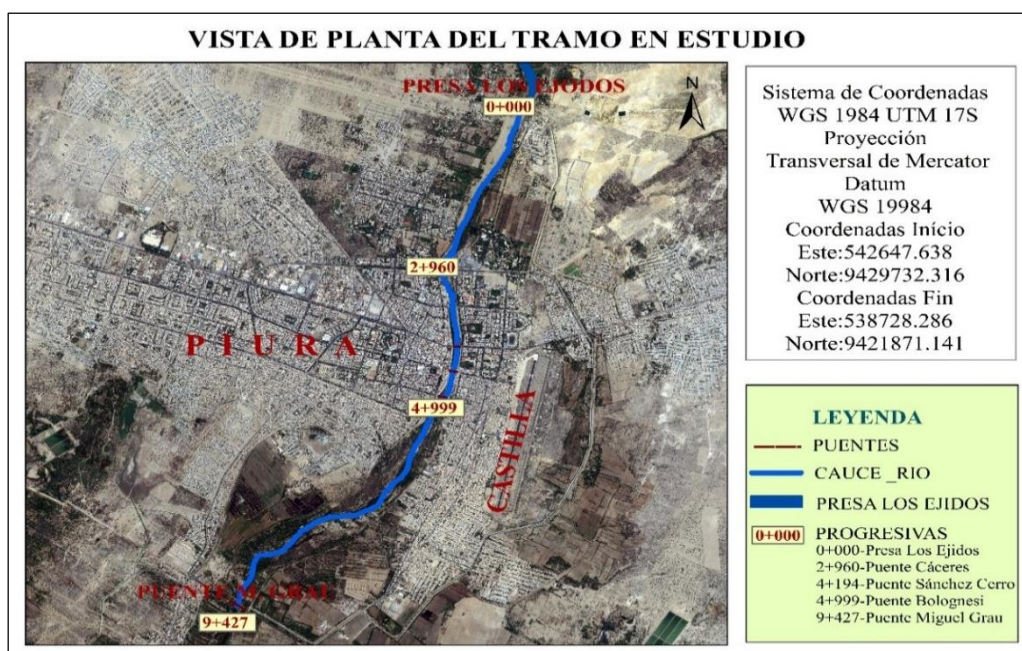 VISTA DE PLANTA DEL TRAMO EN ESTUDIO
PRESA LOS EJODOS
0+000
N
2+960
PIURA
4+999
CASTILLA
PUENTE M. GRAU
9+427
Sistema de Coordenadas
WGS 1984 UTM 17S
Proyección
Transversal de Mercator
Datum
WGS 19984
Coordenadas Início
Este:542647.638
Norte:9429732.316
Coordenadas Fin
Este:538728.286
Norte:9421871.141
LEYENDA
PUENTES
CAUCE _RIO
PRESA LOS EJIDOS
0+000 PROGRESIVAS
0+000-Presa Los Ejidos
2+960-Puente Cáceres
4+194-Puente Sánchez Cerro
4+999-Puente Bolognesi
9+427-Puente Miguel Grau